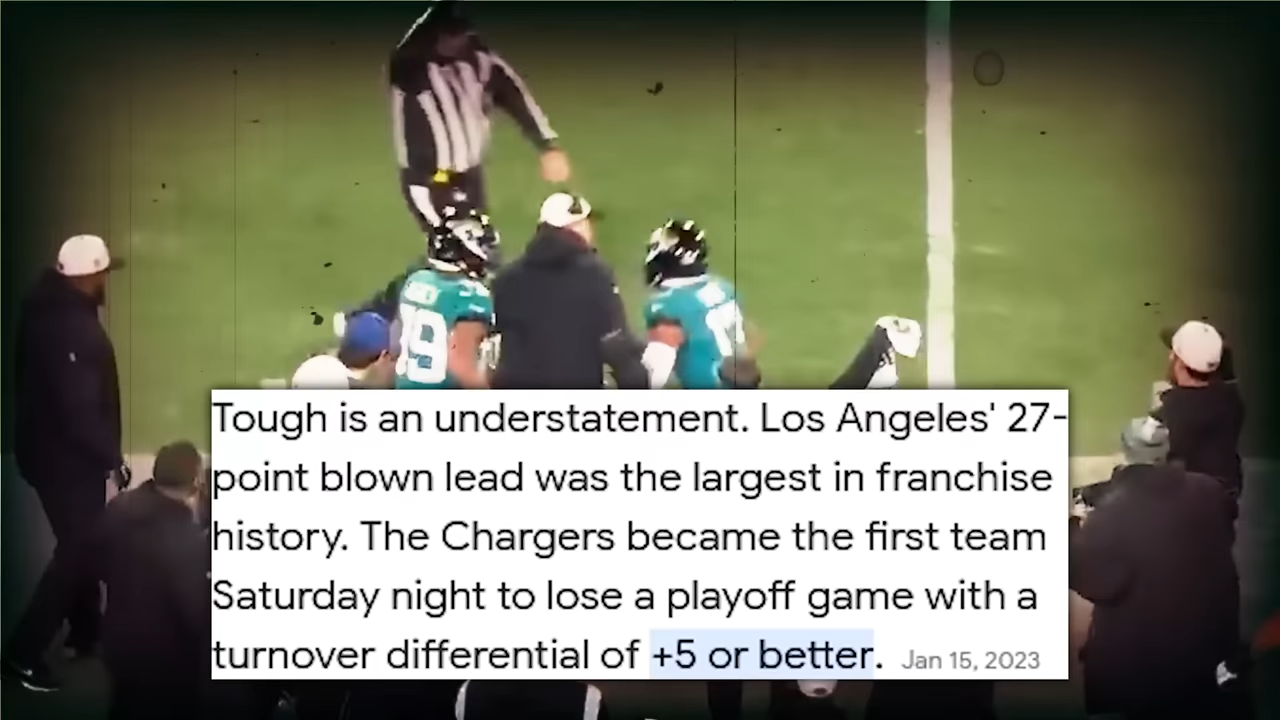 19
17
Tough is an understatement. Los Angeles' 27-
point blown lead was the largest in franchise
history. The Chargers became the first team
Saturday night to lose a playoff game with a
turnover differential of +5 or better. Jan 15, 2023